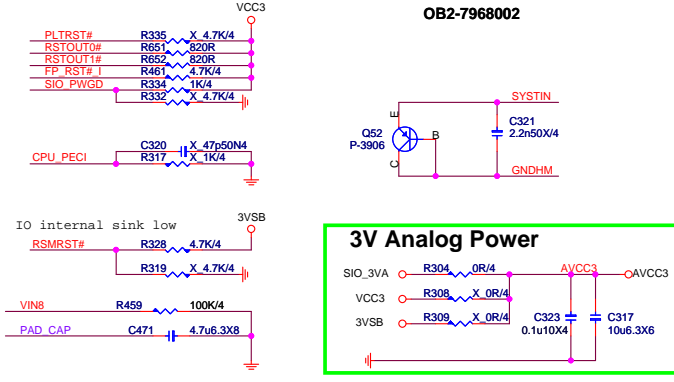 VCC3
OB2-7968002
PLTRST# R335 X_4.7K/4
RSTOUT0# R651 820R
RSTOUT1# R652 820R
FP_RST#_I R461 4.7K/4
SIO_PWGD R334 1K/4
R332 X_4.7K/4
SYSTIN
E
Q52
P-3906
B
C
C321
2.2n50X/4
GNDHM
C320 X_47p50N4
CPU_PECI R317 X_1K/4
IO internal sink low
3VSB
RSMRST# R328 4.7K/4
R319 X_4.7K/4
VIN8 R459 100K/4
PAD_CAP C471 4.7u6.3X8
3V Analog Power
SIO_3VA R304 0R/4 AVCC3 AVCC3
VCC3 R308 X_0R/4
3VSB R309 X_0R/4
C323
0.1u10X4
C317
10u6.3X6